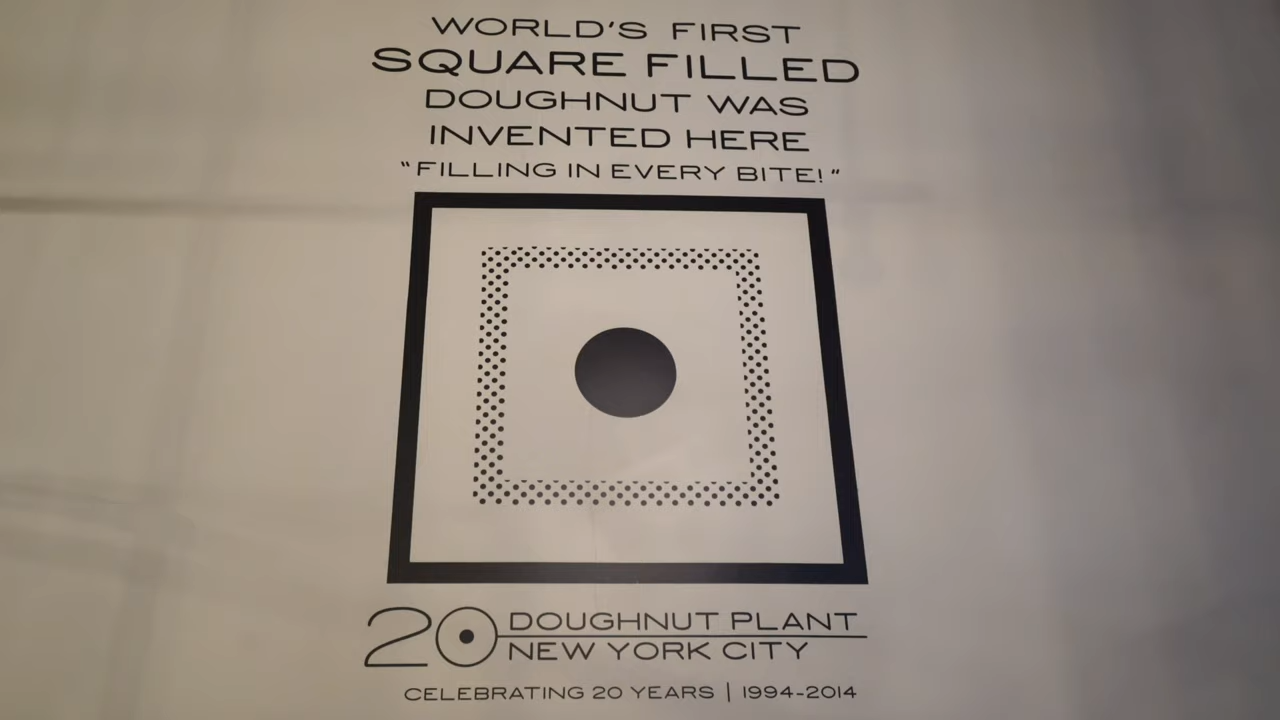 WORLD'S FIRST
SQUARE FILLED
DOUGHNUT WAS
INVENTED HERE
"FILLING IN EVERY BITE!"
20 DOUGHNUT PLANT
NEW YORK CITY
CELEBRATING 20 YEARS | 1994-2014